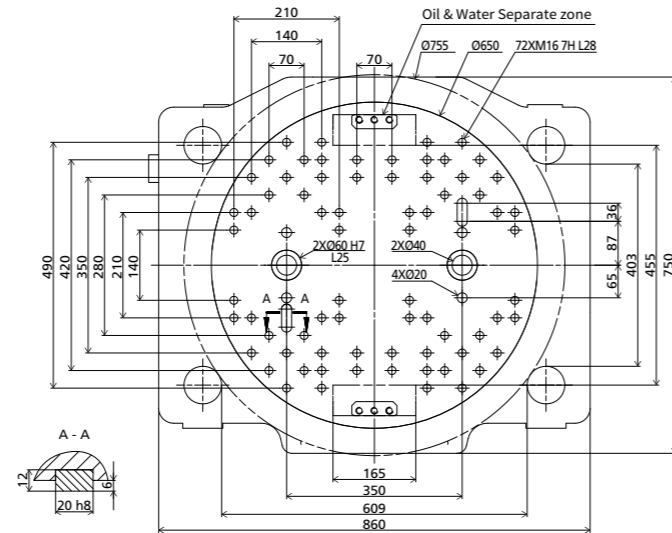 210
Oil & Water Separate zone
140
70
70
Ø755
Ø650
72XM16 7H L28
490
420
350
280
210
140
2XØ60 H7
L25
2XØ40
4XØ20
36
87
65
403
455
750
A
A
A - A
12
6
20 h8
165
350
609
860